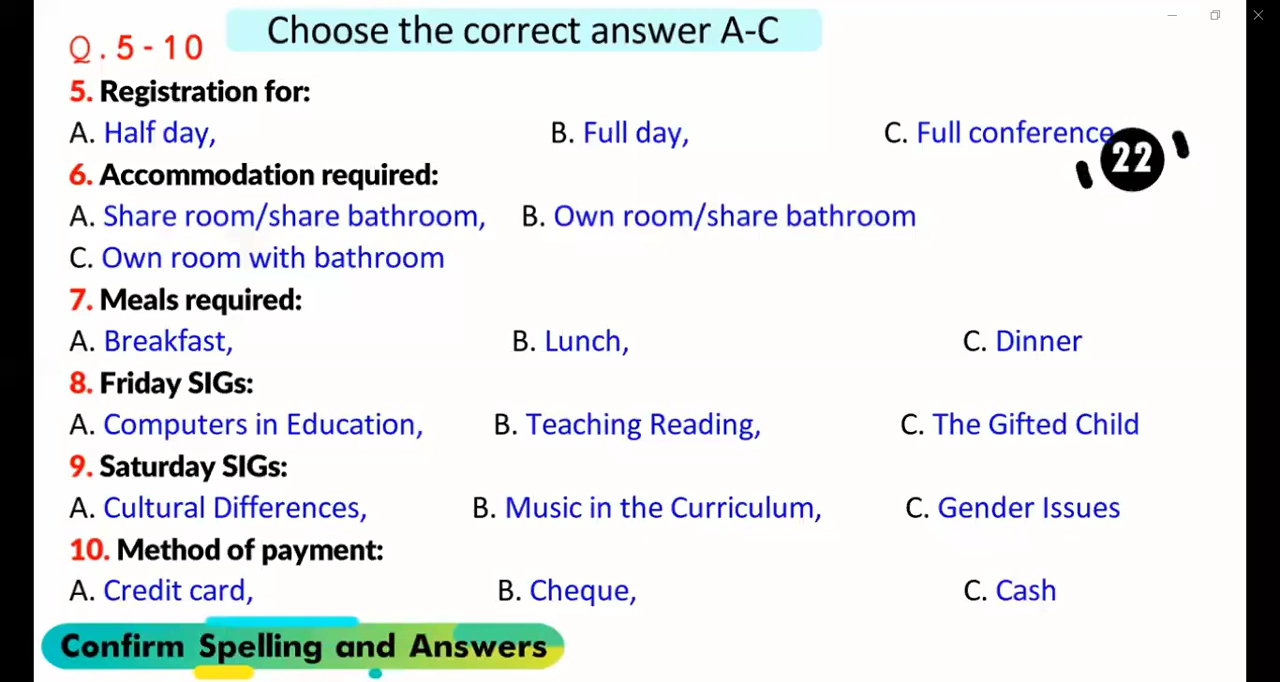 Q. 5-10
Choose the correct answer A-C
5. Registration for:
A. Half day, B. Full day, C. Full conference
22
6. Accommodation required:
A. Share room/share bathroom, B. Own room/share bathroom
C. Own room with bathroom
7. Meals required:
A. Breakfast, B. Lunch, C. Dinner
8. Friday SIGs:
A. Computers in Education, B. Teaching Reading, C. The Gifted Child
9. Saturday SIGs:
A. Cultural Differences, B. Music in the Curriculum, C. Gender Issues
10. Method of payment:
A. Credit card, B. Cheque, C. Cash
Confirm Spelling and Answers